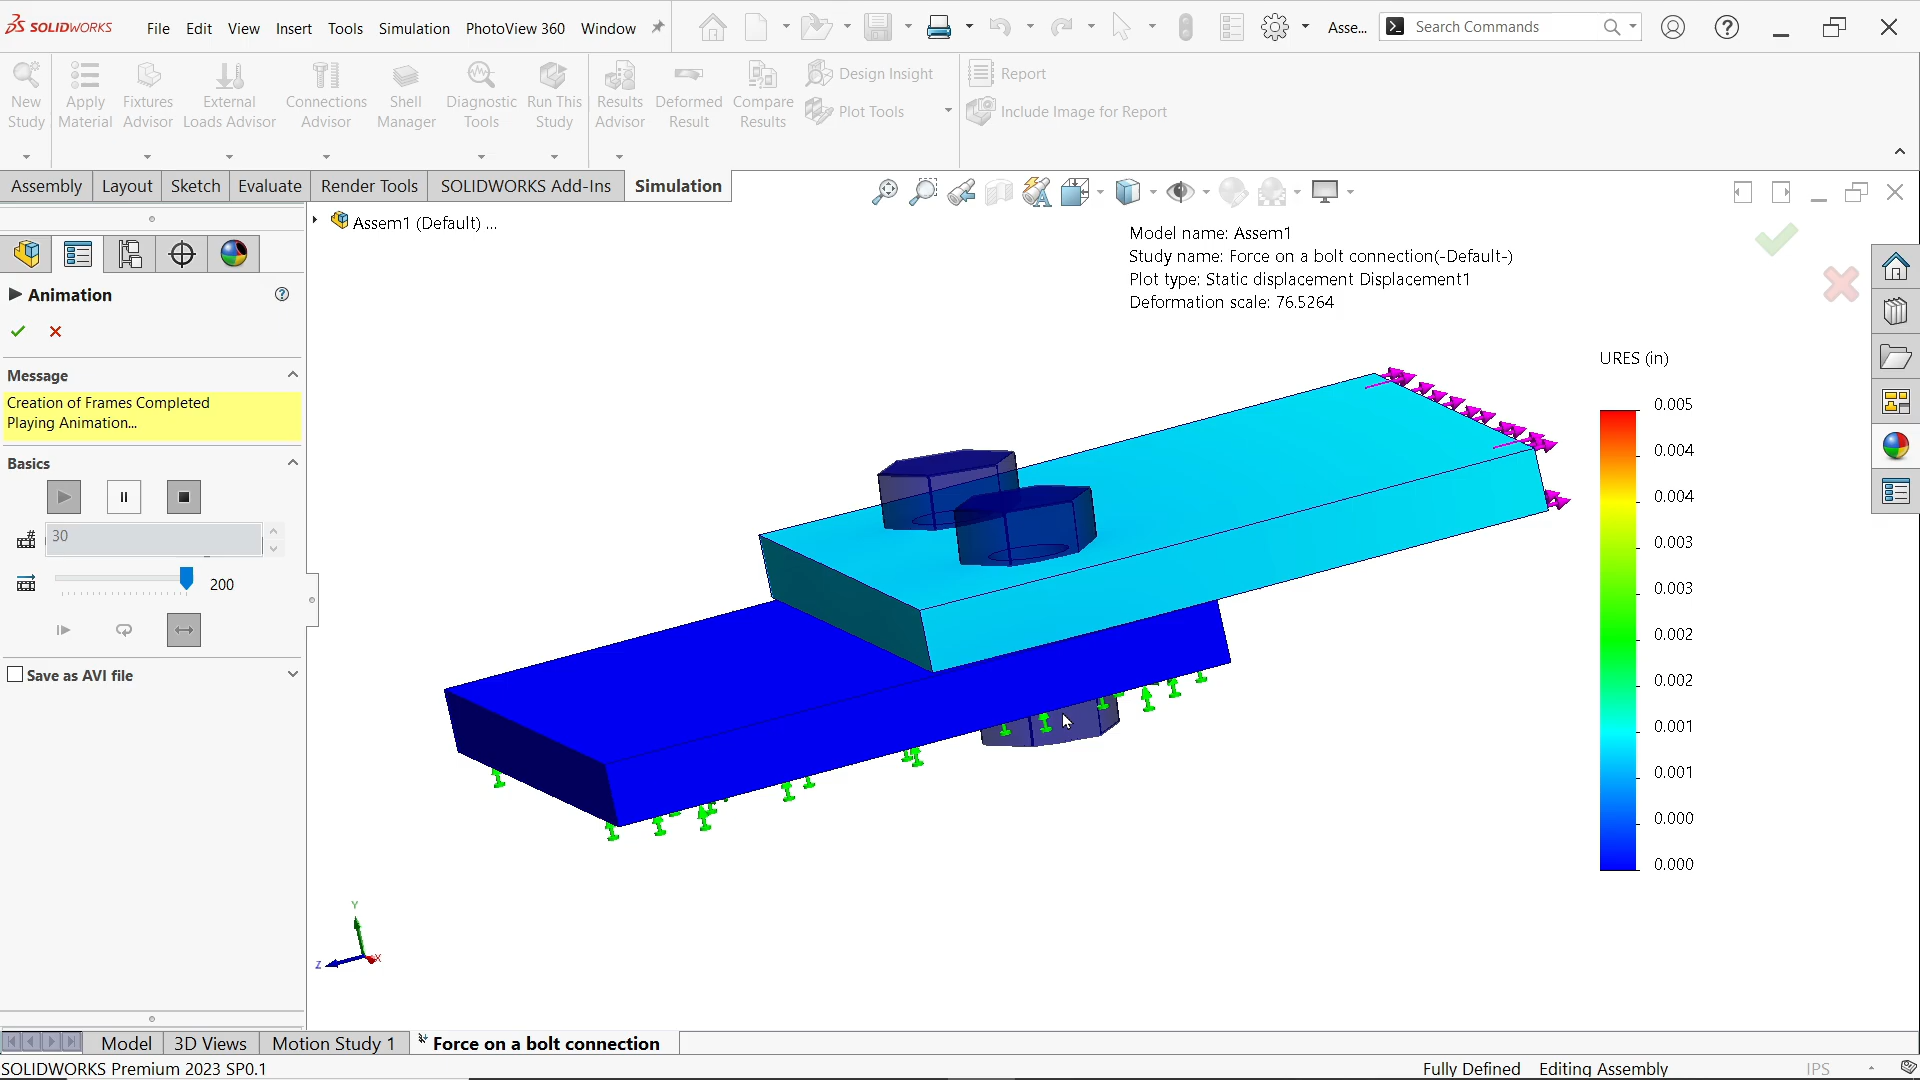 SOLIDWORKS File Edit View Insert Tools Simulation PhotoView 360 Window Asse... Search Commands
New Study
Apply Material
Fixtures Advisor
External Loads Advisor
Connections Advisor
Shell Manager
Diagnostic Tools
Run This Study
Results Advisor
Deformed Result
Compare Results
Design Insight
Plot Tools
Report
Include Image for Report
Assembly Layout Sketch Evaluate Render Tools SOLIDWORKS Add-Ins Simulation
Assem1 (Default) ...
Animation
Message
Creation of Frames Completed
Playing Animation...
Basics
30
200
Save as AVI file
Model name: Assem1
Study name: Force on a bolt connection(-Default-)
Plot type: Static displacement Displacement1
Deformation scale: 76.5264
URES (in)
0.005
0.004
0.004
0.003
0.003
0.002
0.002
0.001
0.001
0.000
0.000
Y
Z
X
Model 3D Views Motion Study 1 Force on a bolt connection
SOLIDWORKS Premium 2023 SP0.1 Fully Defined Editing Assembly IPS